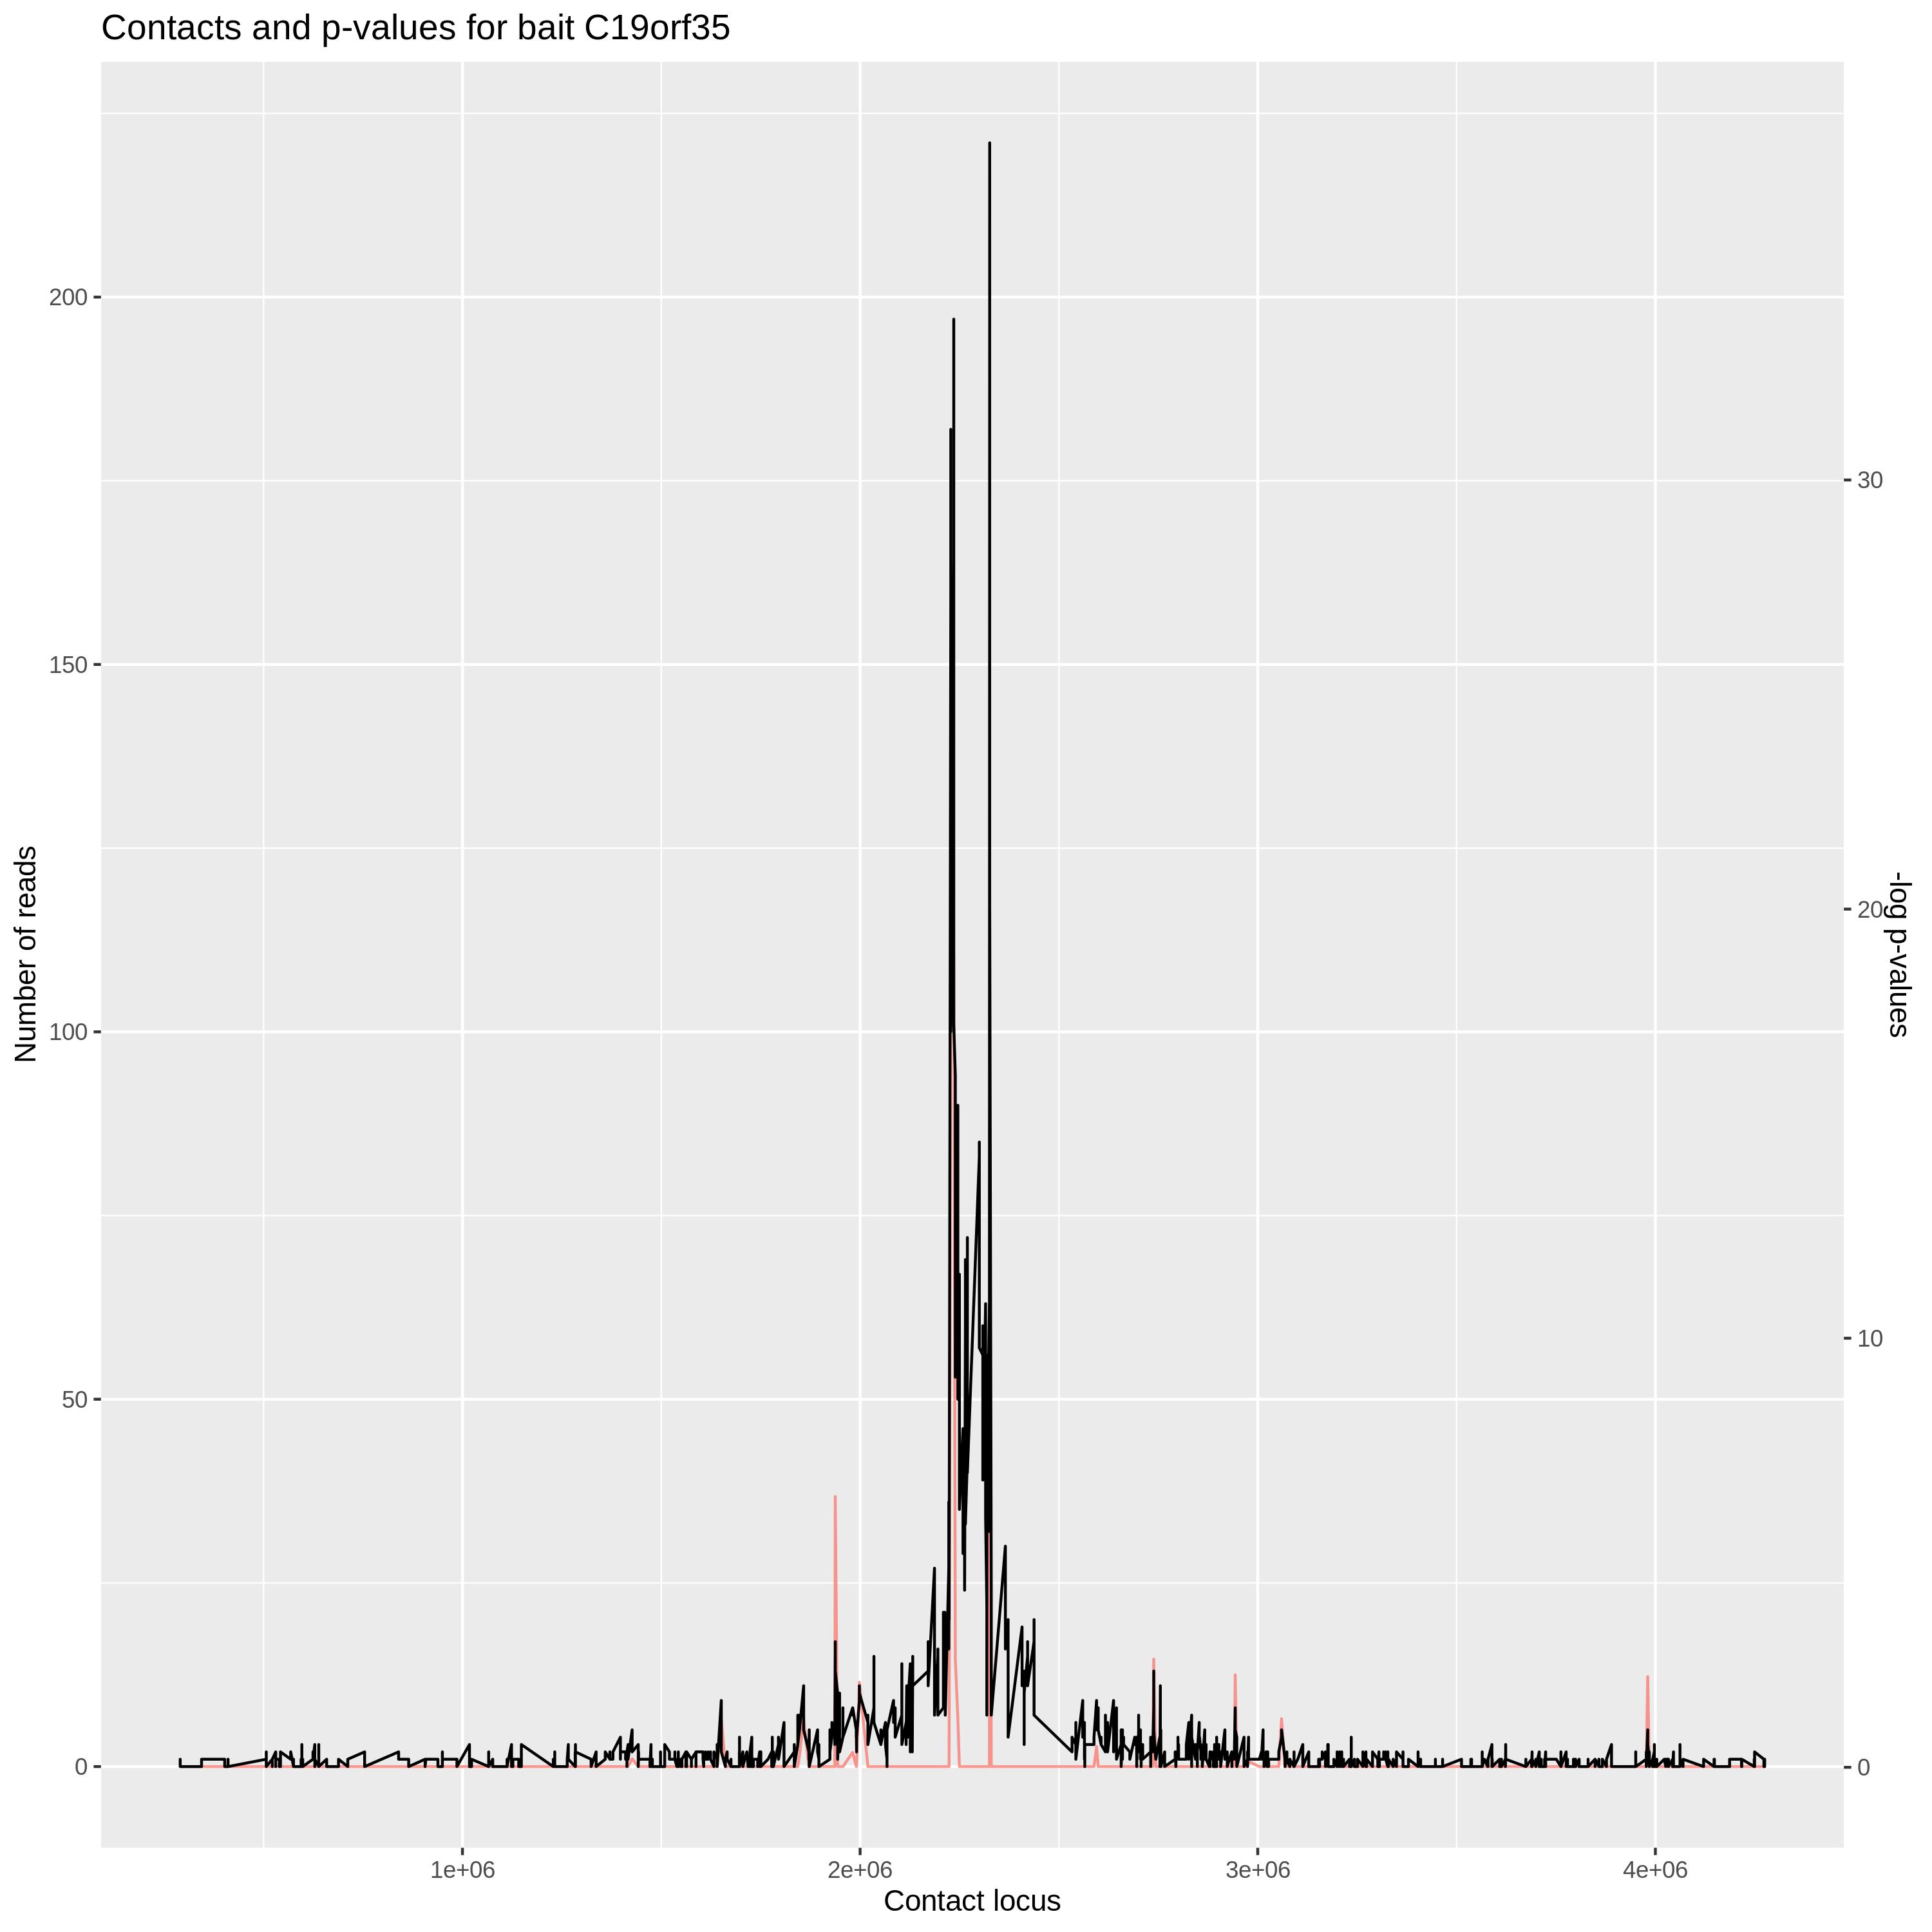 Contacts and p-values for bait C19orf35
200
150
100
50
0
Number of reads
30
20
10
0
-log p-values
1e+06
2e+06
3e+06
4e+06
Contact locus